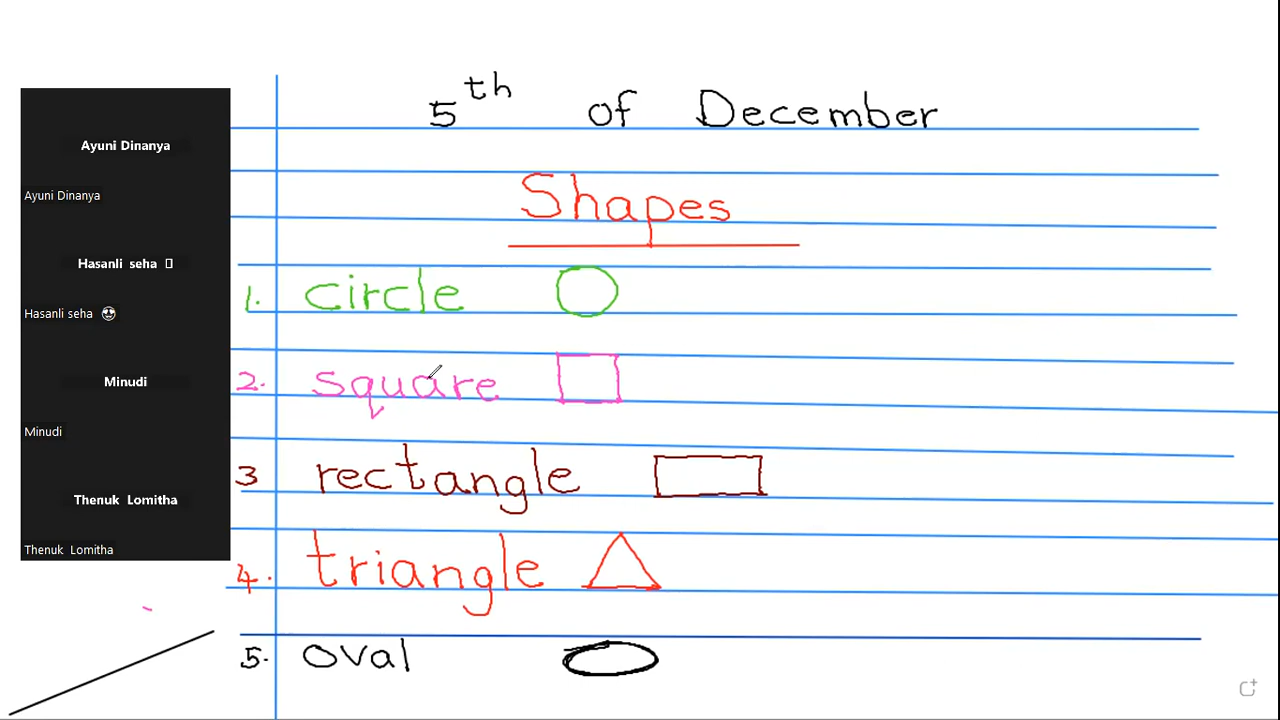 5th of December
Shapes
1. circle
2. square
3 rectangle
4. triangle
5. oval
Ayuni Dinanya
Ayuni Dinanya
Hasanli seha
Hasanli seha 😍
Minudi
Minudi
Thenuk Lomitha
Thenuk Lomitha